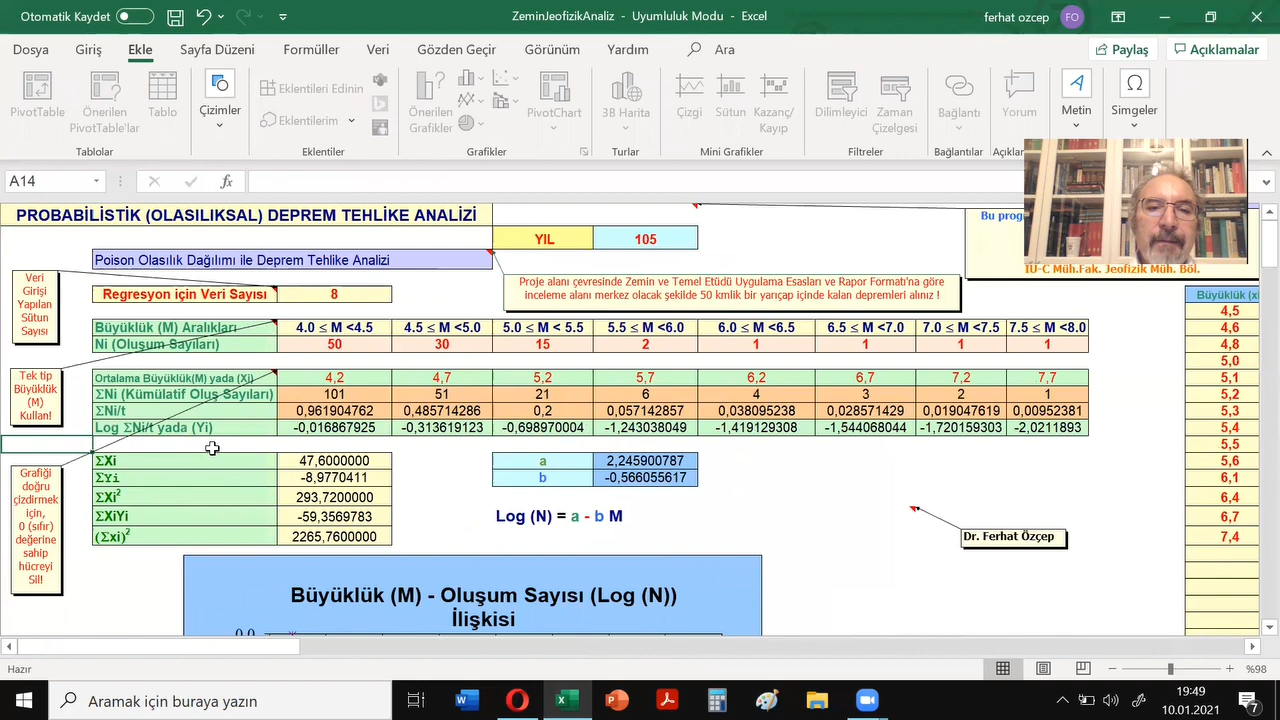 Otomatik Kaydet
ZeminJeofizikAnaliz - Uyumluluk Modu - Excel
ferhat ozcep
FO
Dosya Giriş Ekle Sayfa Düzeni Formüller Veri Gözden Geçir Görünüm Yardım Ara
Paylaş Açıklamalar
PivotTable
Önerilen PivotTable'lar
Tablo
Çizimler
Eklentileri Edinin
Eklentilerim
Önerilen Grafikler
PivotChart
3B Harita
Çizgi
Sütun
Kazanç/Kayıp
Dilimleyici
Zaman Çizelgesi
Bağlantı
Yorum
Metin
Simgeler
Tablolar Eklentiler Grafikler Turlar Mini Grafikler Filtreler Bağlantılar Açıkla
A14 fx
PROBABİLİSTİK (OLASILIKSAL) DEPREM TEHLİKE ANALİZİ
Bu prog
YIL 105
Poison Olasılık Dağılımı ile Deprem Tehlike Analizi
IU-C Müh.Fak. Jeofizik Müh. Böl.
Veri
Girişi
Yapılan
Sütun
Sayısı
Regresyon için Veri Sayısı 8
Proje alanı çevresinde Zemin ve Temel Etüdü Uygulama Esasları ve Rapor Formatı'na göre
inceleme alanı merkez olacak şekilde 50 kmlik bir yarıçap içinde kalan depremleri alınız !
Büyüklük (M) Aralıkları 4.0 ≤ M <4.5 4.5 ≤ M <5.0 5.0 ≤ M < 5.5 5.5 ≤ M <6.0 6.0 ≤ M <6.5 6.5 ≤ M <7.0 7.0 ≤ M <7.5 7.5 ≤ M <8.0
Ni (Oluşum Sayıları) 50 30 15 2 1 1 1 1
Tek tip
Büyüklük
(M)
Kullan!
Ortalama Büyüklük(M) yada (Xi) 4,2 4,7 5,2 5,7 6,2 6,7 7,2 7,7
ΣNi (Kümülatif Oluş Sayıları) 101 51 21 6 4 3 2 1
ΣNi/t 0,961904762 0,485714286 0,2 0,057142857 0,038095238 0,028571429 0,019047619 0,00952381
Log ΣNi/t yada (Yi) -0,016867925 -0,313619123 -0,698970004 -1,243038049 -1,419129308 -1,544068044 -1,720159303 -2,0211893
Grafiği
doğru
çizdirmek
için,
0 (sıfır)
değerine
sahip
hücreyi
Sil!
ΣXi 47,6000000
ΣYi -8,9770411
ΣXi² 293,7200000
ΣXiYi -59,3569783
(Σxi)² 2265,7600000
a 2,245900787
b -0,566055617
Log (N) = a - b M
Dr. Ferhat Özçep
Büyüklük (xi
4,5
4,6
4,8
5,0
5,1
5,2
5,3
5,4
5,5
5,6
6,1
6,4
6,7
7,4
Büyüklük (M) - Oluşum Sayısı (Log (N))
İlişkisi
0.0
Hazır
%98
Aramak için buraya yazın
19:49
10.01.2021
7